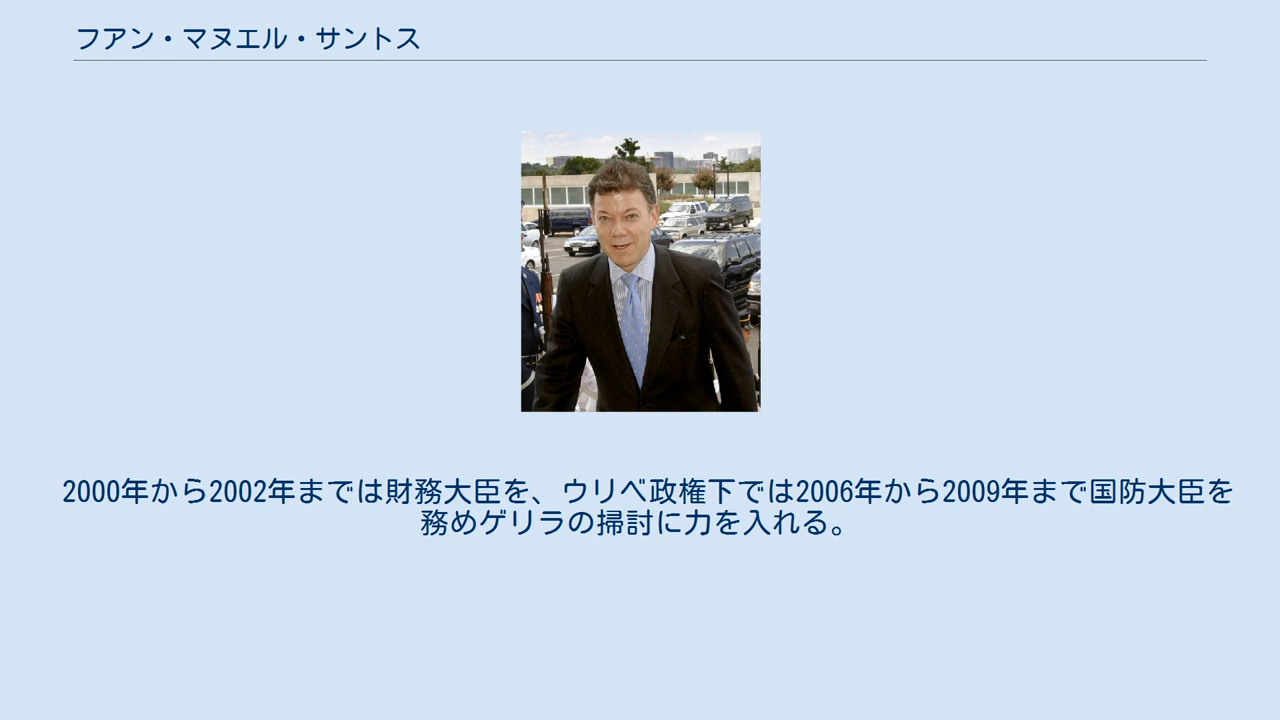 フアン・マヌエル・サントス
2000年から2002年までは財務大臣を、ウリベ政権下では2006年から2009年まで国防大臣を
務めゲリラの掃討に力を入れる。